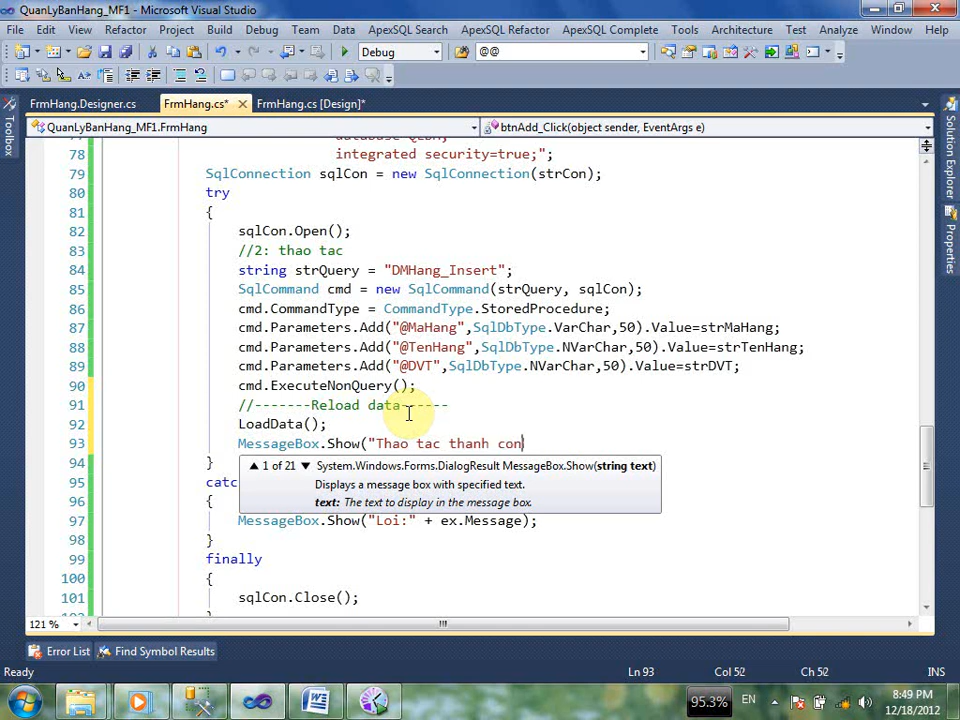 QuanLyBanHang_MF1 - Microsoft Visual Studio
File Edit View Refactor Project Build Debug Team Data ApexSQL Search ApexSQL Refactor ApexSQL Complete Tools Architecture Test Analyze Window Help
Debug @@
FrmHang.Designer.cs FrmHang.cs* FrmHang.cs [Design]*
QuanLyBanHang_MF1.FrmHang btnAdd_Click(object sender, EventArgs e)
Toolbox
Solution Explorer
Properties
78 integrated security=true;";
79 SqlConnection sqlCon = new SqlConnection(strCon);
80 try
81 {
82 sqlCon.Open();
83 //2: thao tac
84 string strQuery = "DMHang_Insert";
85 SqlCommand cmd = new SqlCommand(strQuery, sqlCon);
86 cmd.CommandType = CommandType.StoredProcedure;
87 cmd.Parameters.Add("@MaHang",SqlDbType.VarChar,50).Value=strMaHang;
88 cmd.Parameters.Add("@TenHang",SqlDbType.NVarChar,50).Value=strTenHang;
89 cmd.Parameters.Add("@DVT",SqlDbType.NVarChar,50).Value=strDVT;
90 cmd.ExecuteNonQuery();
91 //-------Reload data------
92 LoadData();
93 MessageBox.Show("Thao tac thanh con
94 }
1 of 21 System.Windows.Forms.DialogResult MessageBox.Show(string text)
95 catc
Displays a message box with specified text.
96 {
text: The text to display in the message box.
97 MessageBox.Show("Loi:" + ex.Message);
98 }
99 finally
100 {
101 sqlCon.Close();
121 %
Error List Find Symbol Results
Ready Ln 93 Col 52 Ch 52 INS
95.3% EN 8:49 PM
12/18/2012